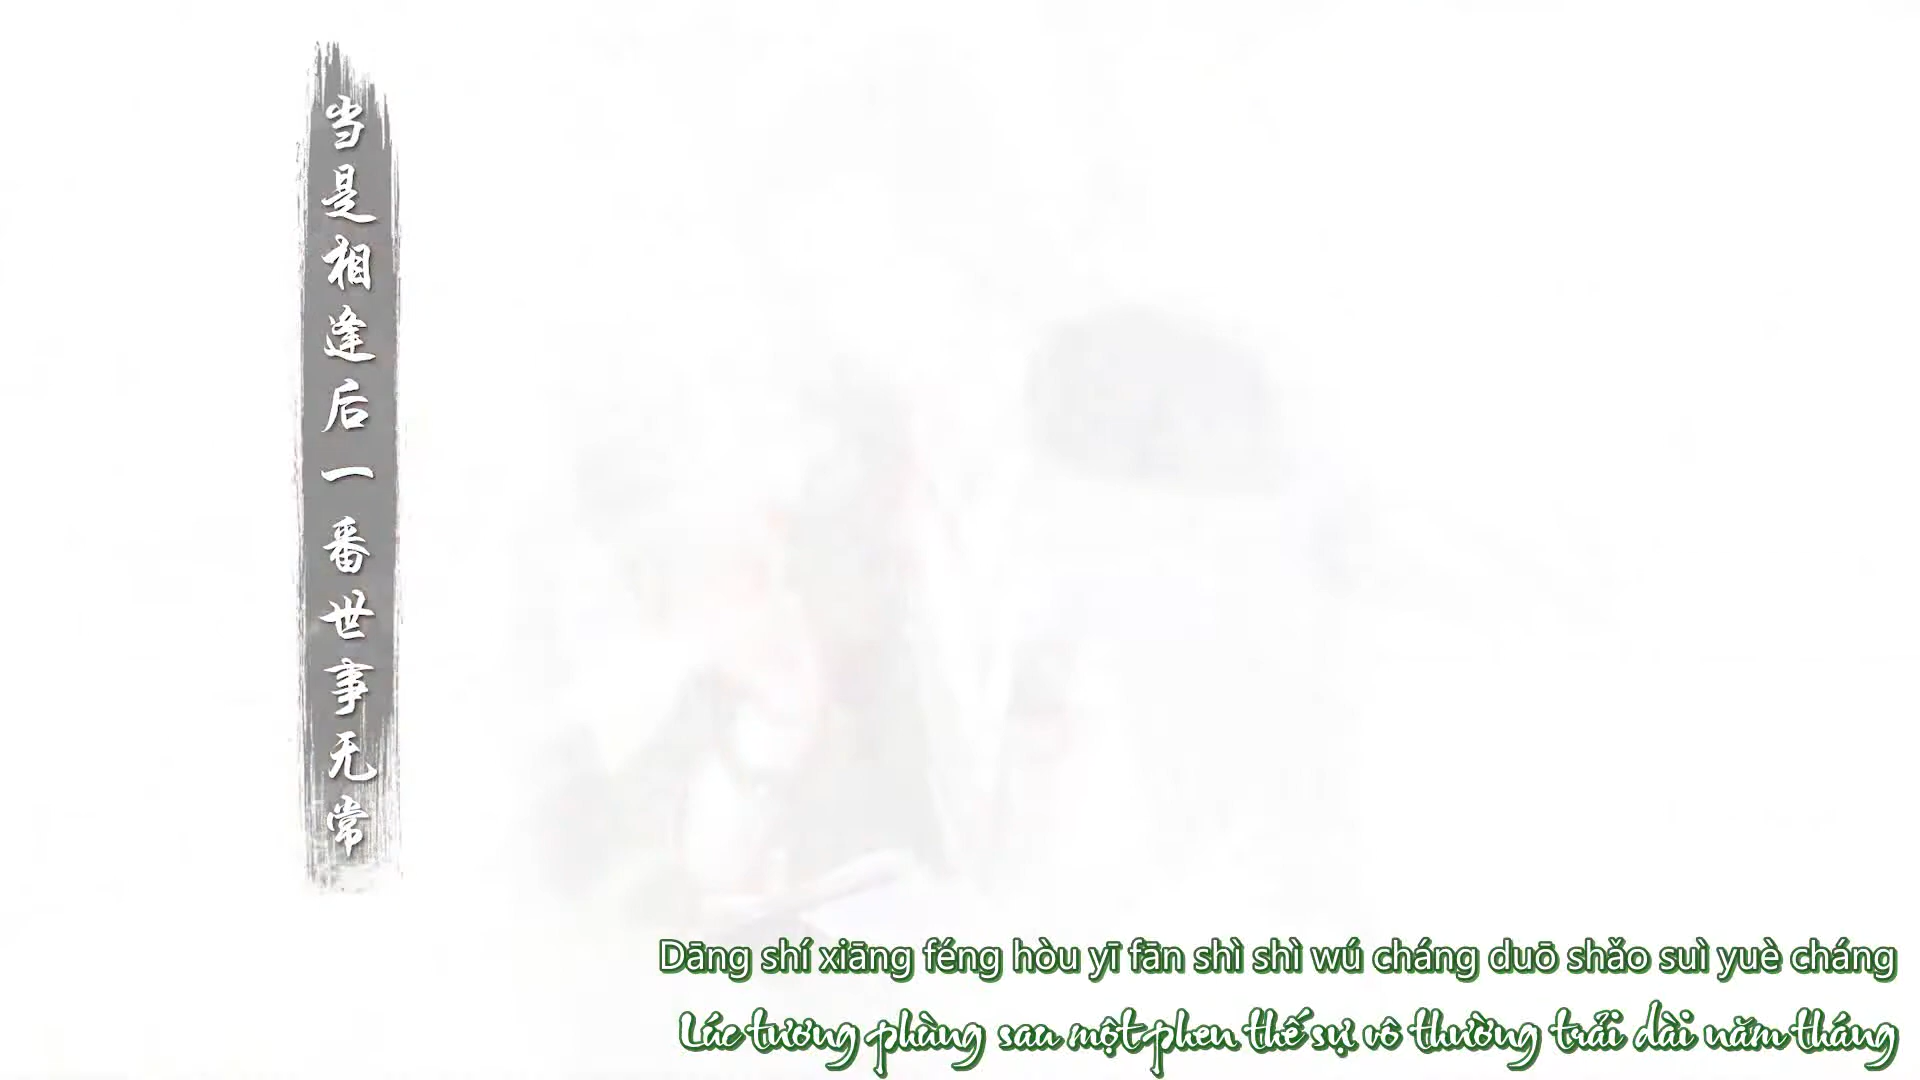 当是相逢后一番世事无常
Dāng shí xiāng féng hòu yī fān shì shì wú cháng duō shǎo suì yuè cháng
Lúc tương phùng sau một phen thế sự vô thường trải dài năm tháng